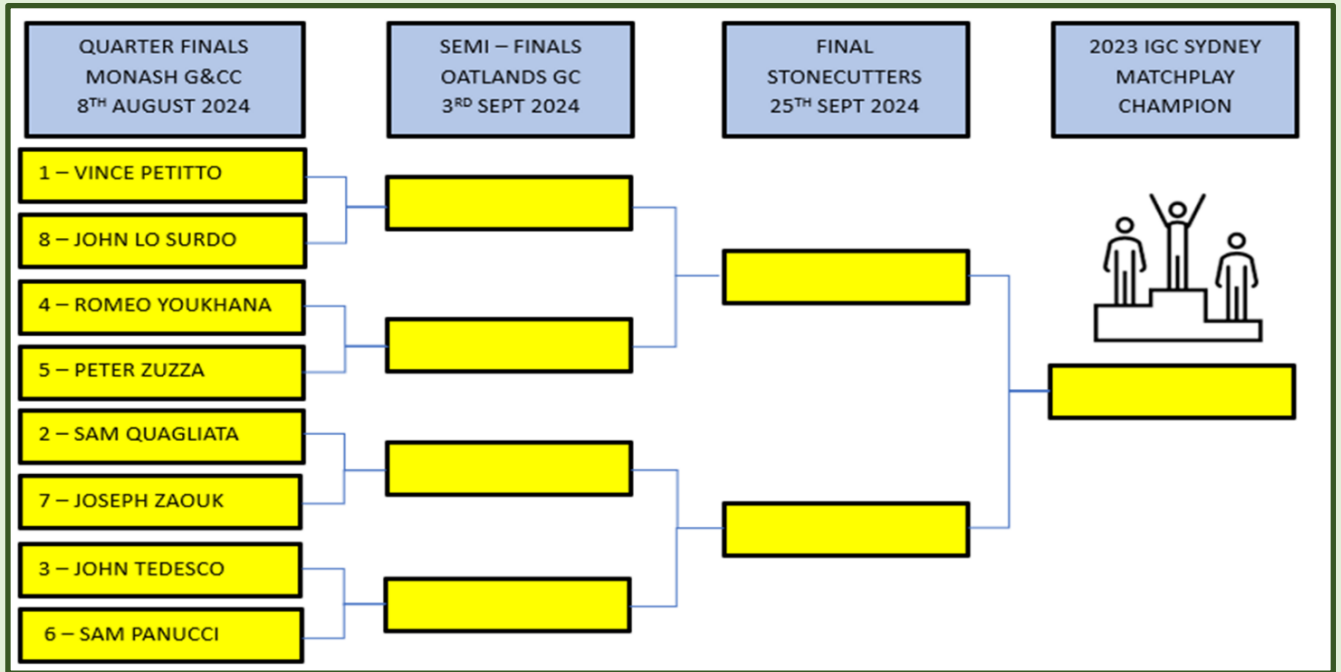 QUARTER FINALS
MONASH G&CC
8TH AUGUST 2024
SEMI – FINALS
OATLANDS GC
3RD SEPT 2024
FINAL
STONECUTTERS
25TH SEPT 2024
2023 IGC SYDNEY
MATCHPLAY
CHAMPION
1 – VINCE PETITTO
8 – JOHN LO SURDO
4 – ROMEO YOUKHANA
5 – PETER ZUZZA
2 – SAM QUAGLIATA
7 – JOSEPH ZAOUK
3 – JOHN TEDESCO
6 – SAM PANUCCI